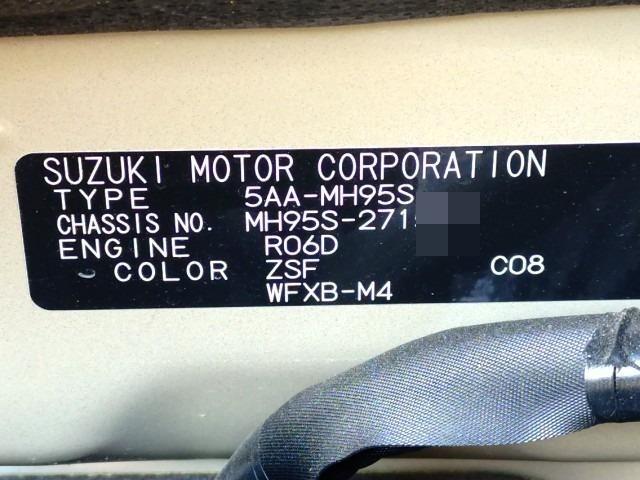 SUZUKI MOTOR CORPORATION
TYPE 5AA-MH95S
CHASSIS NO. MH95S-271
ENGINE R06D
COLOR ZSF C08
WFXB-M4